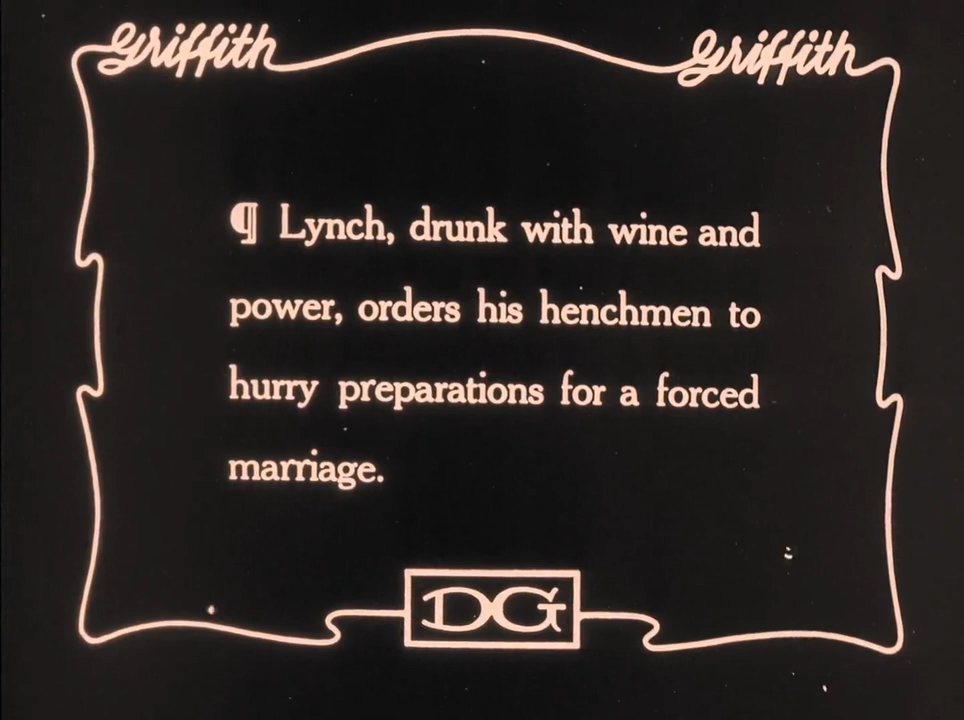 Griffith Griffith
¶ Lynch, drunk with wine and
power, orders his henchmen to
hurry preparations for a forced
marriage.
DG